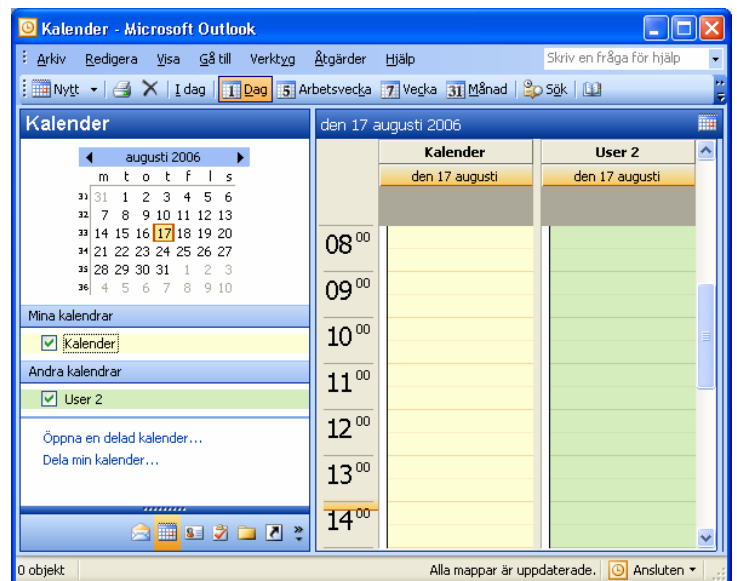 Kalender - Microsoft Outlook
Arkiv Redigera Visa Gå till Verktyg Åtgärder Hjälp Skriv en fråga för hjälp
Nytt I dag 1 Dag 5 Arbetsvecka 7 Vecka 31 Månad Sök
Kalender
augusti 2006
m t o t f l s
31 31 1 2 3 4 5 6
32 7 8 9 10 11 12 13
33 14 15 16 17 18 19 20
34 21 22 23 24 25 26 27
35 28 29 30 31 1 2 3
36 4 5 6 7 8 9 10
Mina kalendrar
Kalender
Andra kalendrar
User 2
Öppna en delad kalender...
Dela min kalender...
den 17 augusti 2006
Kalender User 2
den 17 augusti den 17 augusti
08 00
09 00
10 00
11 00
12 00
13 00
14 00
0 objekt Alla mappar är uppdaterade. Ansluten